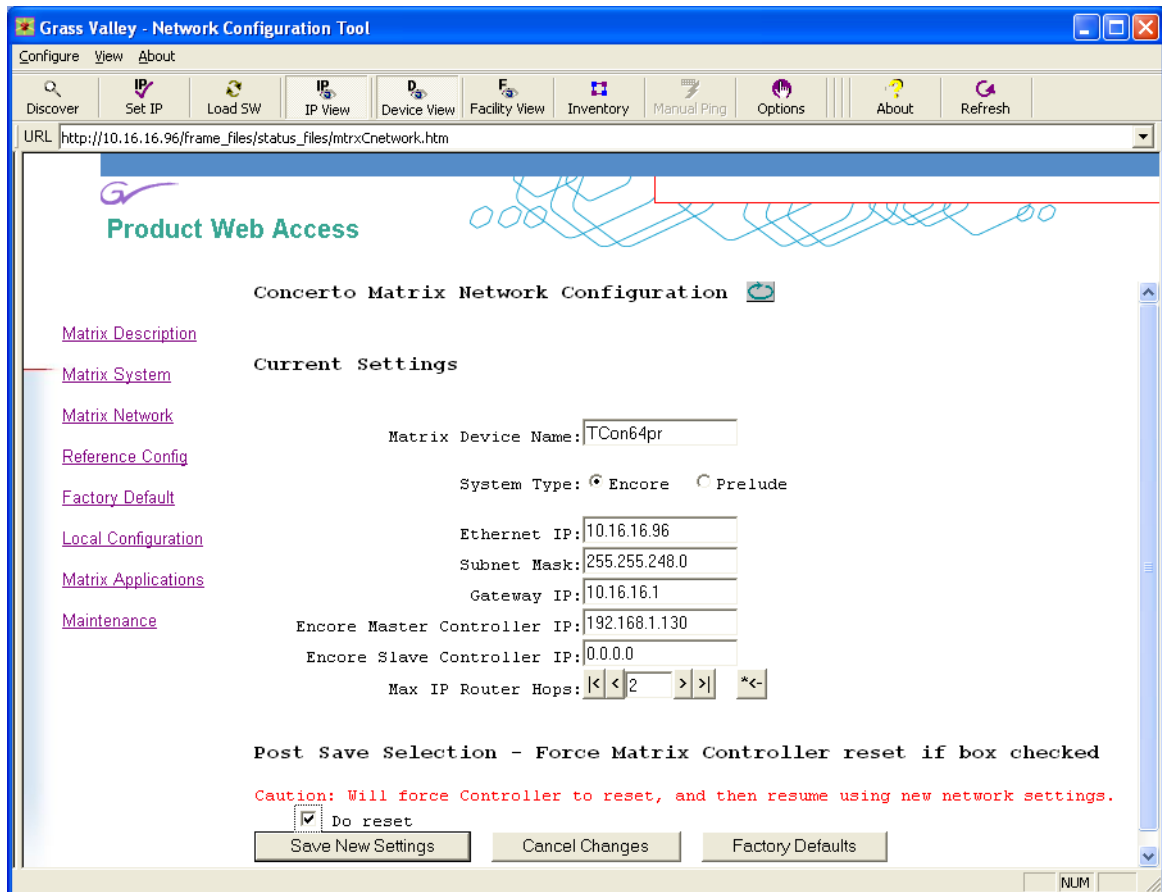 Grass Valley - Network Configuration Tool
Configure View About
Discover Set IP Load SW IP View Device View Facility View Inventory Manual Ping Options About Refresh
URL http://10.16.16.96/frame_files/status_files/mtrxCnetwork.htm
Product Web Access
Concerto Matrix Network Configuration
Matrix Description
Matrix System
Matrix Network
Reference Config
Factory Default
Local Configuration
Matrix Applications
Maintenance
Current Settings
Matrix Device Name: TCon64pr
System Type: Encore Prelude
Ethernet IP: 10.16.16.96
Subnet Mask: 255.255.248.0
Gateway IP: 10.16.16.1
Encore Master Controller IP: 192.168.1.130
Encore Slave Controller IP: 0.0.0.0
Max IP Router Hops: |< < 2 > >| *<-
Post Save Selection - Force Matrix Controller reset if box checked
Caution: Will force Controller to reset, and then resume using new network settings.
Do reset
Save New Settings Cancel Changes Factory Defaults
NUM